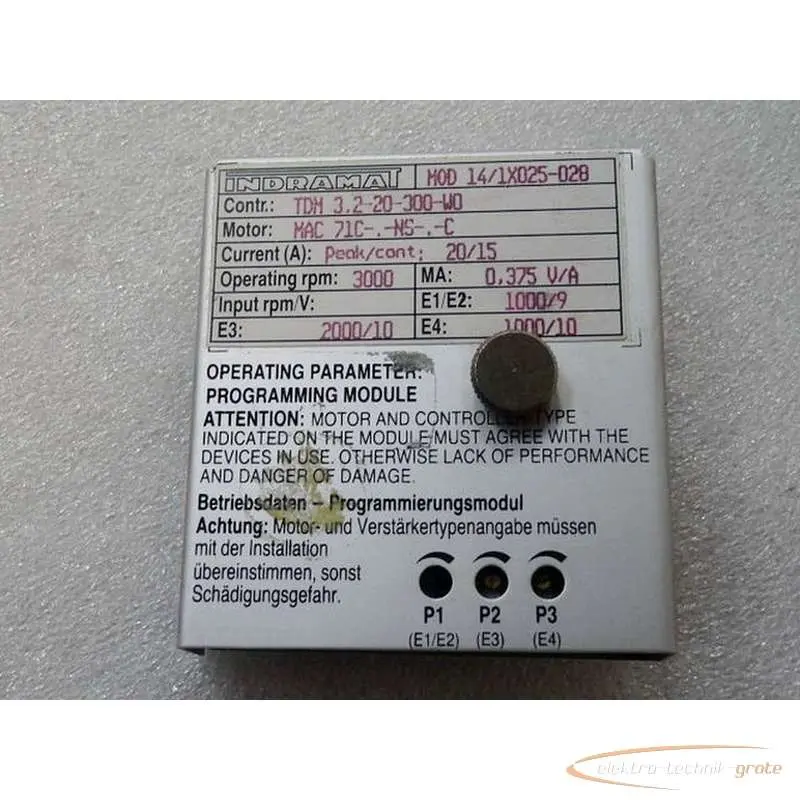 INDRAMAT MOD 14/1X025-028
Contr.: TDM 3.2-20-300-W0
Motor: MAC 71C-.-NS-.-C
Current (A): Peak/cont: 20/15
Operating rpm: 3000 MA: 0,375 V/A
Input rpm/V: E1/E2: 1000/9
E3: 2000/10 E4: 1000/10
OPERATING PARAMETER:
PROGRAMMING MODULE
ATTENTION: MOTOR AND CONTROLLER TYPE
INDICATED ON THE MODULE MUST AGREE WITH THE
DEVICES IN USE. OTHERWISE LACK OF PERFORMANCE
AND DANGER OF DAMAGE.
Betriebsdaten – Programmierungsmodul
Achtung: Motor- und Verstärkertypenangabe müssen
mit der Installation
übereinstimmen, sonst
Schädigungsgefahr.
P1 P2 P3
(E1/E2) (E3) (E4)
elektro-technik-grote